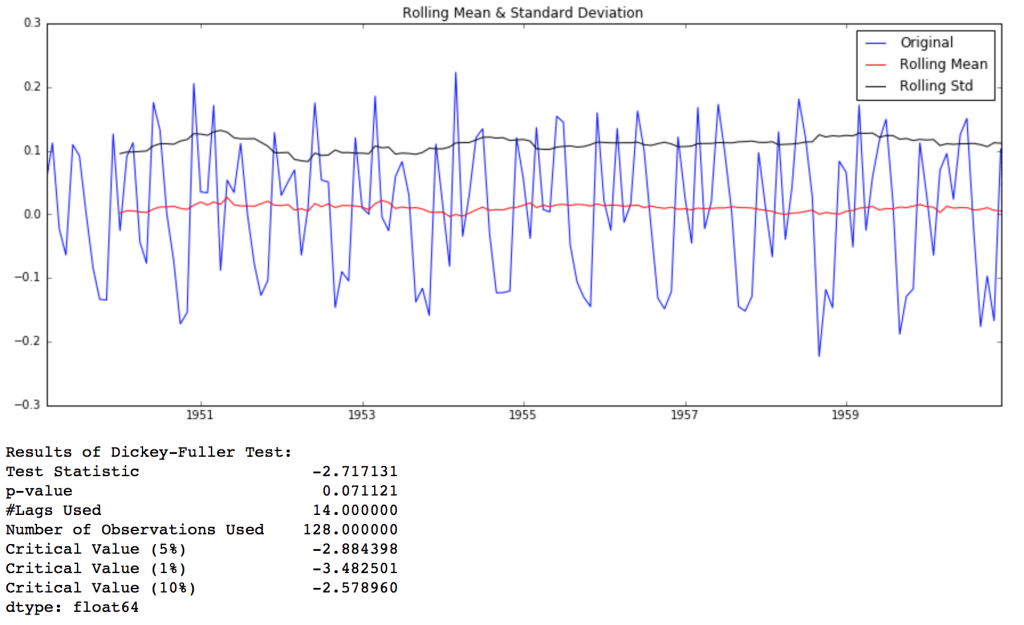 Rolling Mean & Standard Deviation
0.3
0.2
0.1
0.0
−0.1
−0.2
−0.3
Original
Rolling Mean
Rolling Std
1951
1953
1955
1957
1959
Results of Dickey-Fuller Test:
Test Statistic -2.717131
p-value 0.071121
#Lags Used 14.000000
Number of Observations Used 128.000000
Critical Value (5%) -2.884398
Critical Value (1%) -3.482501
Critical Value (10%) -2.578960
dtype: float64